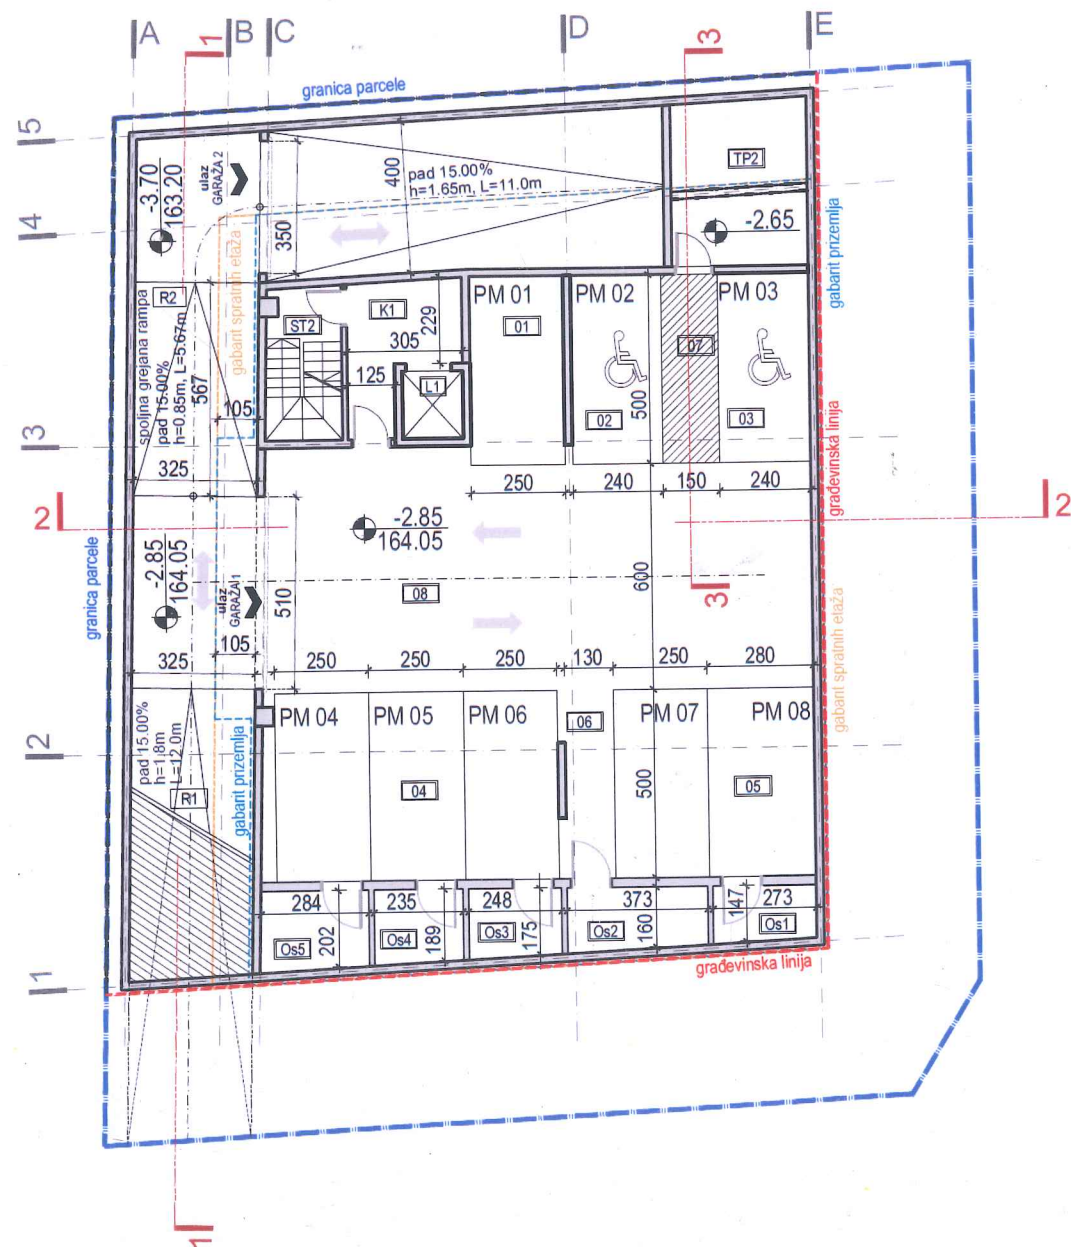 A
B
C
D
E
1
3
granica parcele
5
4
3
2
1
-3.70
163.20
ulaz
GARAŽA 2
400
pad 15.00%
h=1.65m, L=11.0m
TP2
-2.65
350
gabarit prizemlja
gabarit spratnih etaža
R2
spoljna grejana rampa
pad 15.00%
h=0.85m, L=5.67m
567
105
325
ST2
K1
229
305
125
L1
PM 01
01
PM 02
02
500
07
PM 03
03
250
240
150
240
građevinska linija
2
2
-2.85
164.05
-2.85
164.05
granica parcele
ulaz
GARAŽA 1
510
08
600
3
gabarit spratnih etaža
105
325
250
250
250
130
250
280
PM 04
PM 05
PM 06
06
PM 07
PM 08
pad 15.00%
h=1.8m
L=12.0m
R1
gabarit prizemlja
04
500
05
284
235
248
373
147
273
Os5
202
Os4
189
Os3
175
Os2
160
Os1
građevinska linija
1